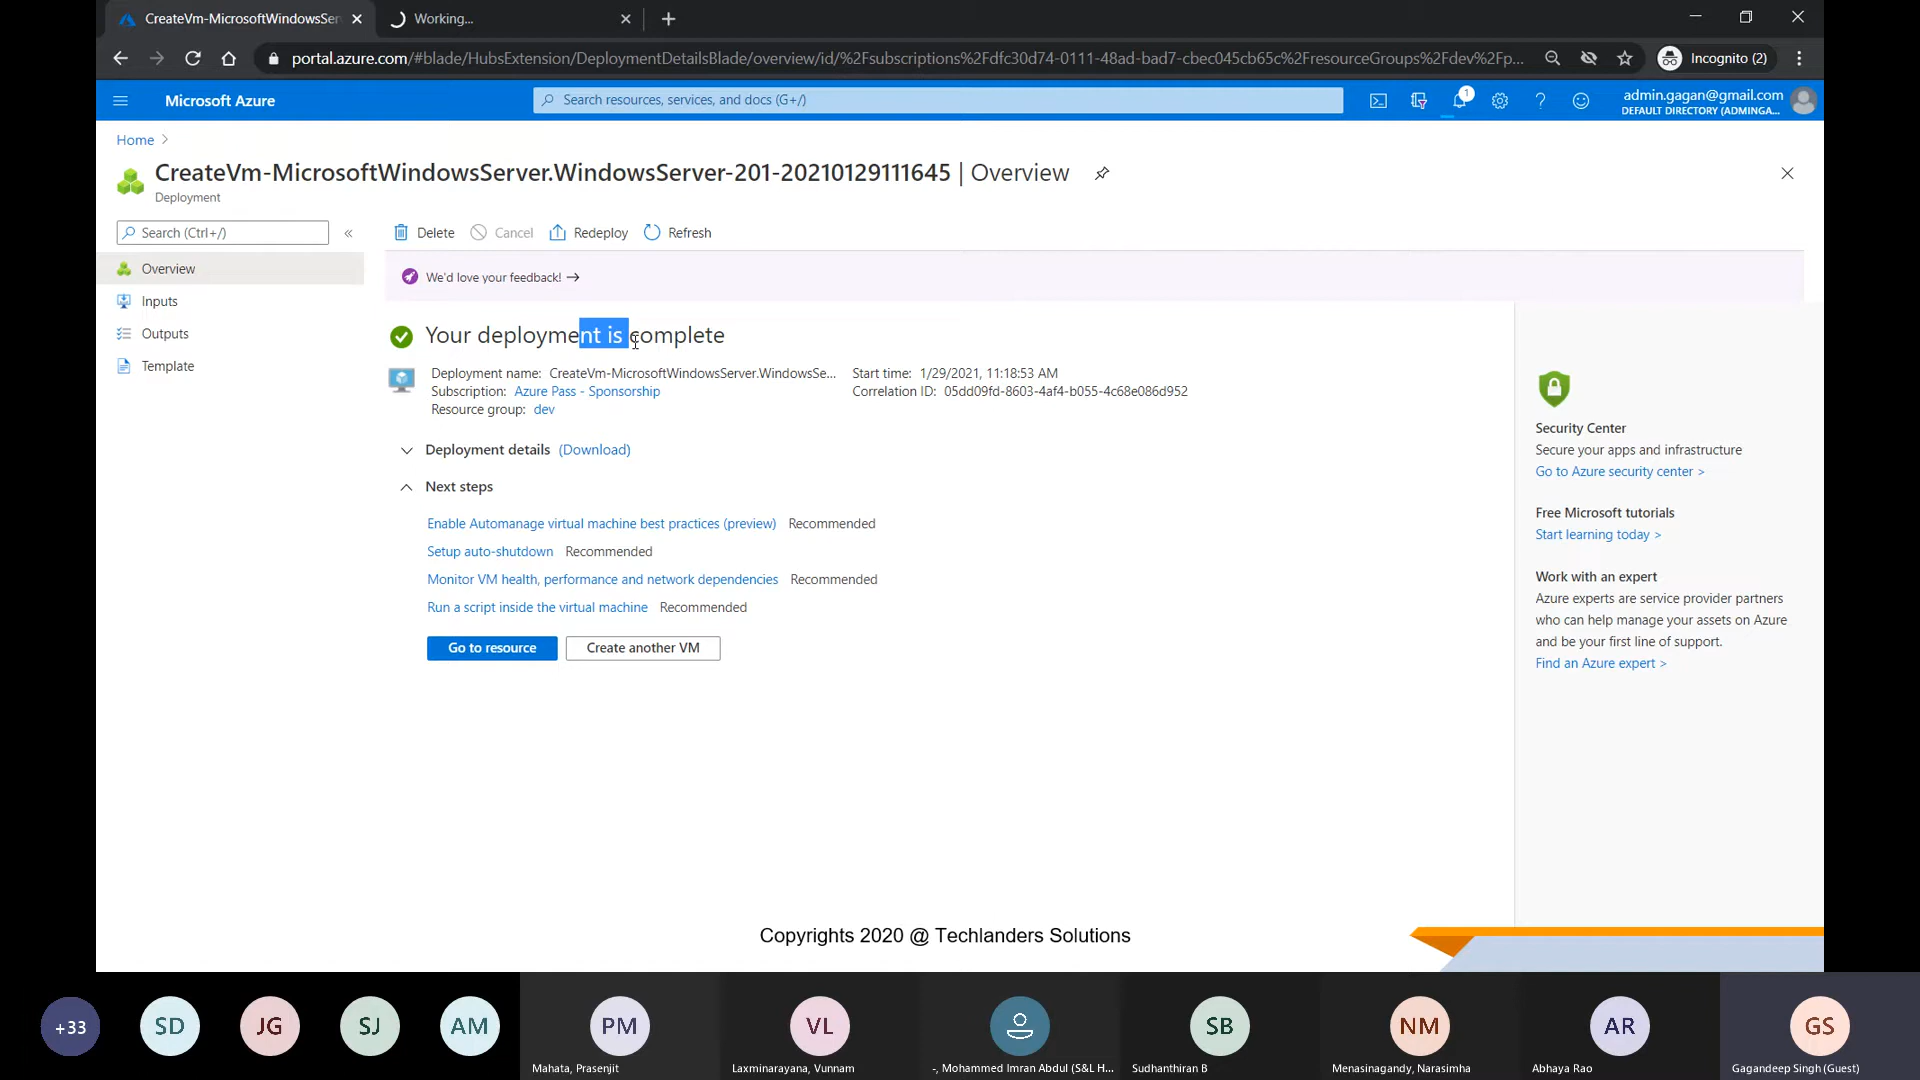 CreateVm-MicrosoftWindowsSer
Working...
portal.azure.com/#blade/HubsExtension/DeploymentDetailsBlade/overview/id/%2Fsubscriptions%2Fdfc30d74-0111-48ad-bad7-cbec045cb65c%2FresourceGroups%2Fdev%2Fp...
Incognito (2)
Microsoft Azure
Search resources, services, and docs (G+/)
1
admin.gagan@gmail.com
DEFAULT DIRECTORY (ADMINGA...
Home
CreateVm-MicrosoftWindowsServer.WindowsServer-201-20210129111645 | Overview
Deployment
Search (Ctrl+/)
Delete
Cancel
Redeploy
Refresh
Overview
Inputs
Outputs
Template
We'd love your feedback! →
Your deployment is complete
Deployment name: CreateVm-MicrosoftWindowsServer.WindowsSe...
Subscription: Azure Pass - Sponsorship
Resource group: dev
Start time: 1/29/2021, 11:18:53 AM
Correlation ID: 05dd09fd-8603-4af4-b055-4c68e086d952
Deployment details (Download)
Next steps
Enable Automanage virtual machine best practices (preview) Recommended
Setup auto-shutdown Recommended
Monitor VM health, performance and network dependencies Recommended
Run a script inside the virtual machine Recommended
Go to resource
Create another VM
Security Center
Secure your apps and infrastructure
Go to Azure security center >
Free Microsoft tutorials
Start learning today >
Work with an expert
Azure experts are service provider partners
who can help manage your assets on Azure
and be your first line of support.
Find an Azure expert >
Copyrights 2020 @ Techlanders Solutions
+33
SD
JG
SJ
AM
PM
Mahata, Prasenjit
VL
Laxminarayana, Vunnam
-, Mohammed Imran Abdul (S&L H...
SB
Sudhanthiran B
NM
Menasinagandy, Narasimha
AR
Abhaya Rao
GS
Gagandeep Singh (Guest)